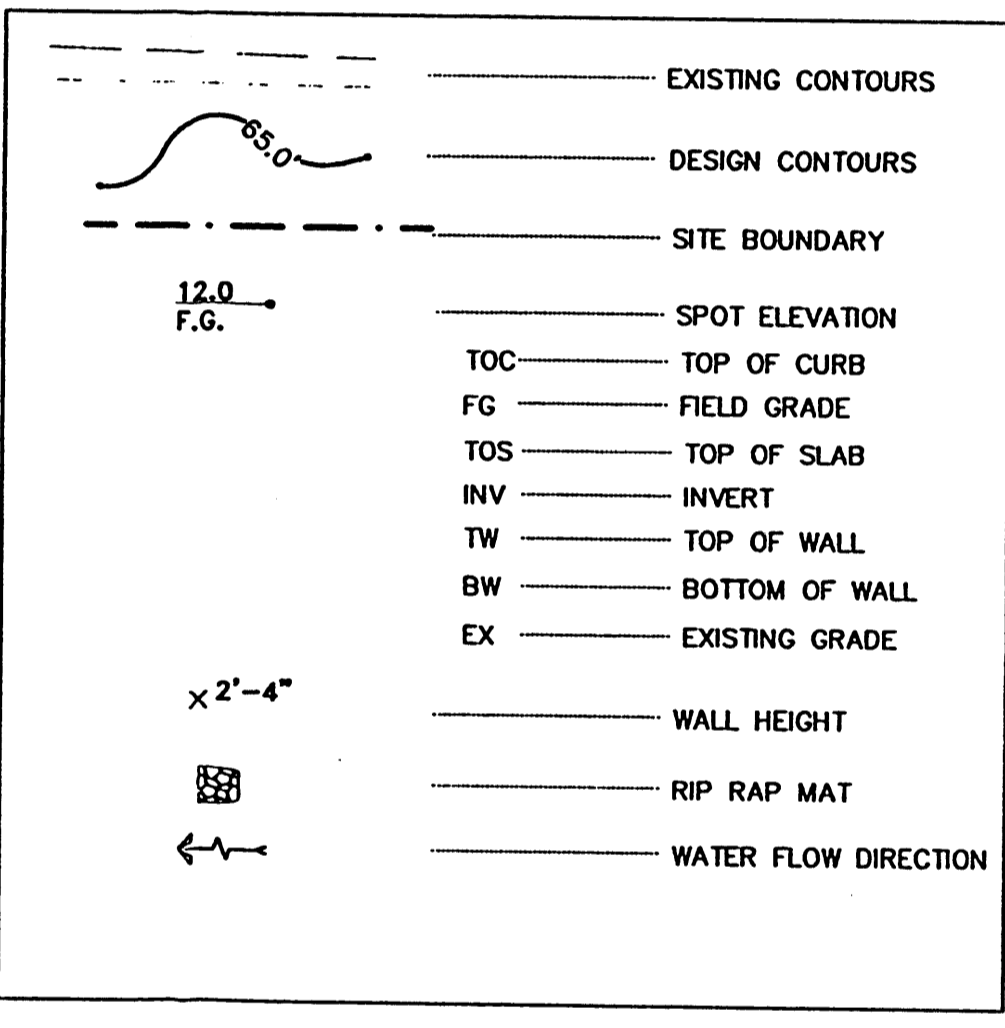 EXISTING CONTOURS
65.0' DESIGN CONTOURS
SITE BOUNDARY
12.0
F.G. SPOT ELEVATION
TOC TOP OF CURB
FG FIELD GRADE
TOS TOP OF SLAB
INV INVERT
TW TOP OF WALL
BW BOTTOM OF WALL
EX EXISTING GRADE
X 2'-4"
WALL HEIGHT
RIP RAP MAT
WATER FLOW DIRECTION